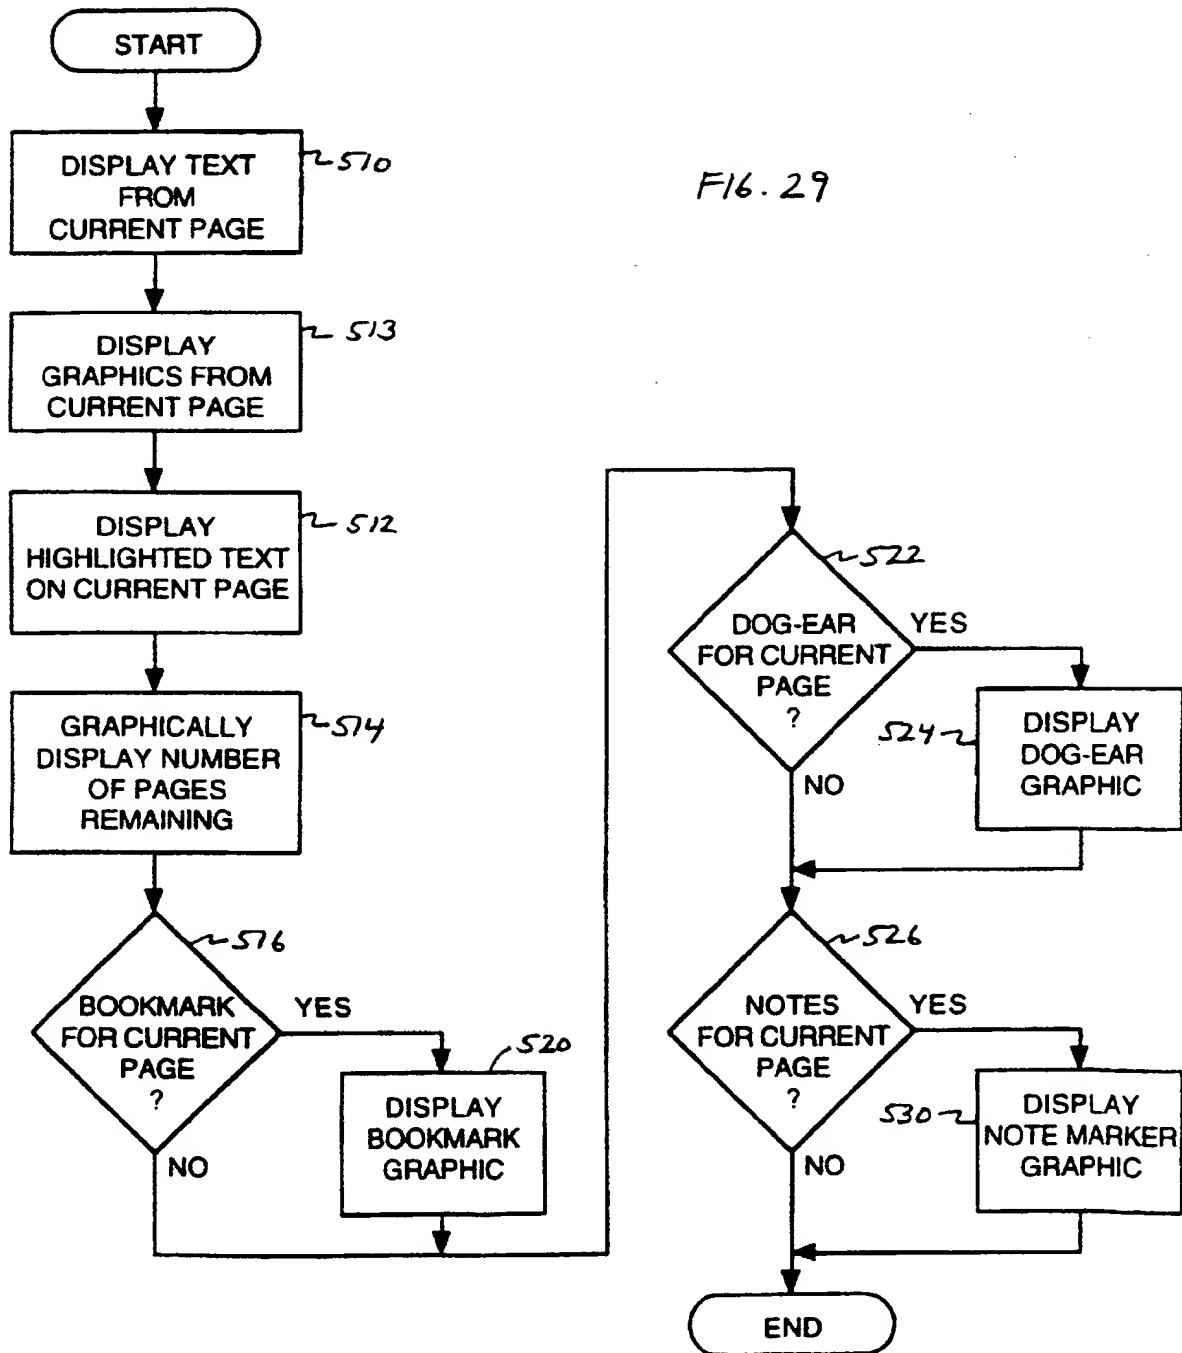 START
DISPLAY TEXT
FROM
CURRENT PAGE
510
FIG. 29
DISPLAY
GRAPHICS FROM
CURRENT PAGE
513
DISPLAY
HIGHLIGHTED TEXT
ON CURRENT PAGE
512
GRAPHICALLY
DISPLAY NUMBER
OF PAGES
REMAINING
514
BOOKMARK
FOR CURRENT
PAGE
?
516
YES
NO
DISPLAY
BOOKMARK
GRAPHIC
520
DOG-EAR
FOR CURRENT
PAGE
?
522
YES
NO
DISPLAY
DOG-EAR
GRAPHIC
524
NOTES
FOR CURRENT
PAGE
?
526
YES
NO
DISPLAY
NOTE MARKER
GRAPHIC
530
END